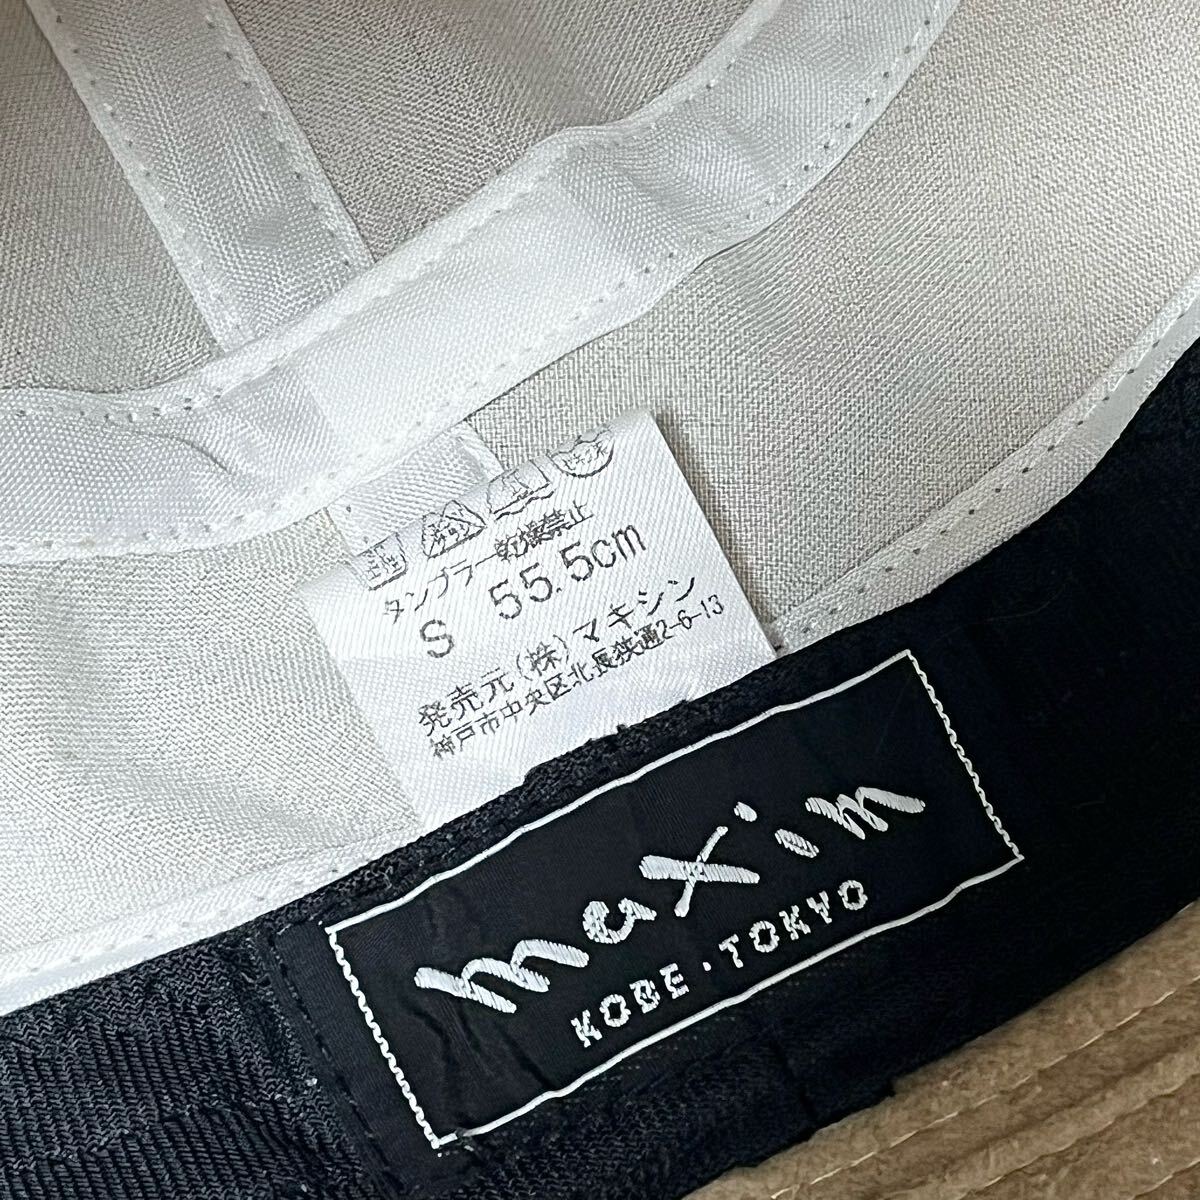 タンブラー乾燥禁止
S 55.5cm
発売元(株)マキシン
神戸市中央区北長狭通2-6-13
maxim
KOBE・TOKYO